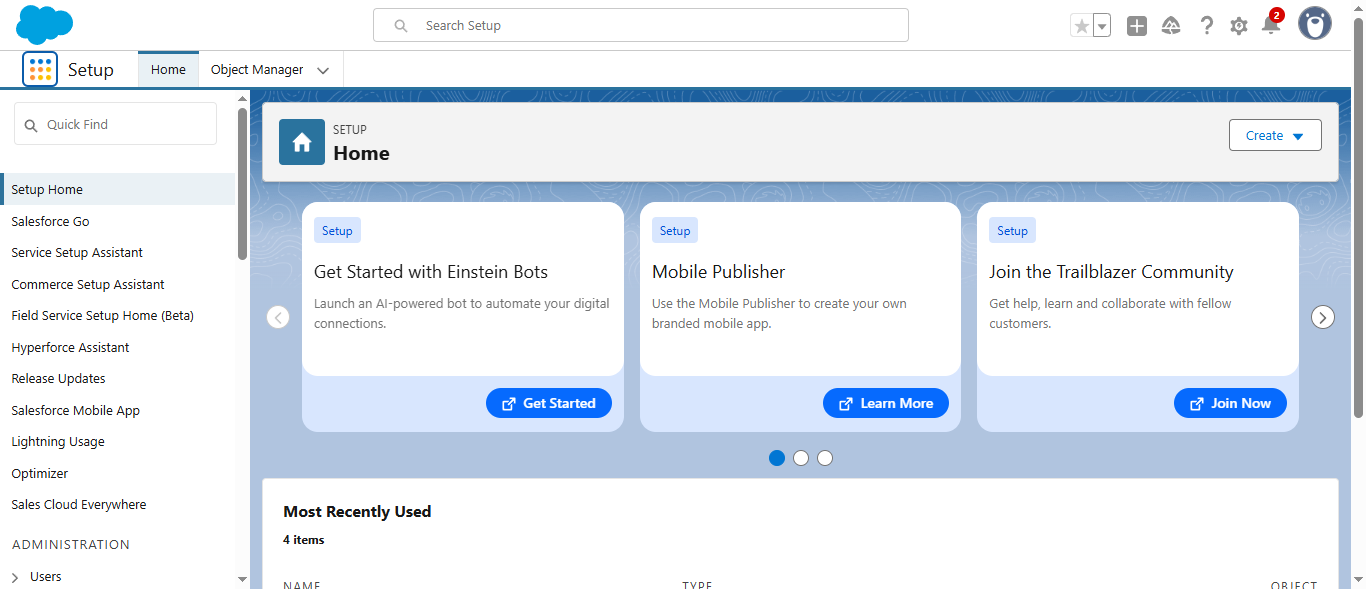 Search Setup
2
Setup
Home
Object Manager
Quick Find
Setup Home
Salesforce Go
Service Setup Assistant
Commerce Setup Assistant
Field Service Setup Home (Beta)
Hyperforce Assistant
Release Updates
Salesforce Mobile App
Lightning Usage
Optimizer
Sales Cloud Everywhere
ADMINISTRATION
Users
SETUP
Home
Create
Setup
Get Started with Einstein Bots
Launch an AI-powered bot to automate your digital
connections.
Get Started
Setup
Mobile Publisher
Use the Mobile Publisher to create your own
branded mobile app.
Learn More
Setup
Join the Trailblazer Community
Get help, learn and collaborate with fellow
customers.
Join Now
Most Recently Used
4 items
NAME
TYPE
OBJECT